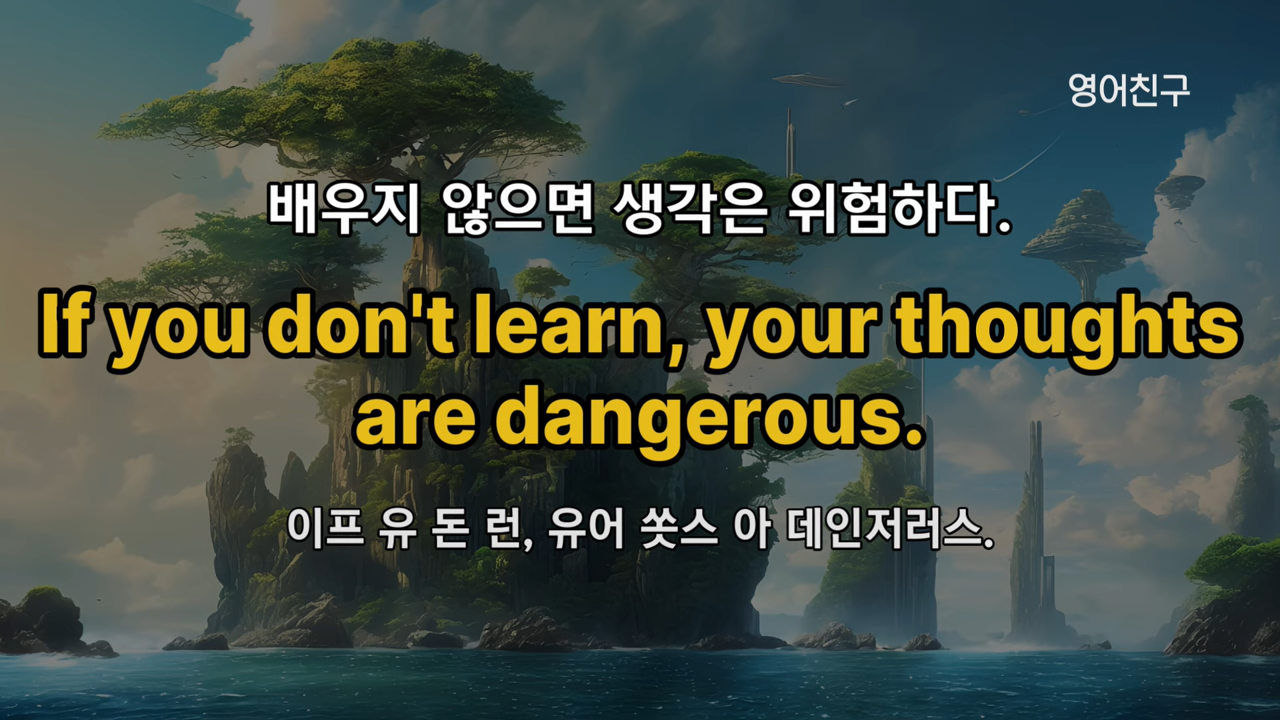 영어친구
배우지 않으면 생각은 위험하다.
If you don't learn, your thoughts
are dangerous.
이프 유 돈 런, 유어 쏫스 아 데인저러스.